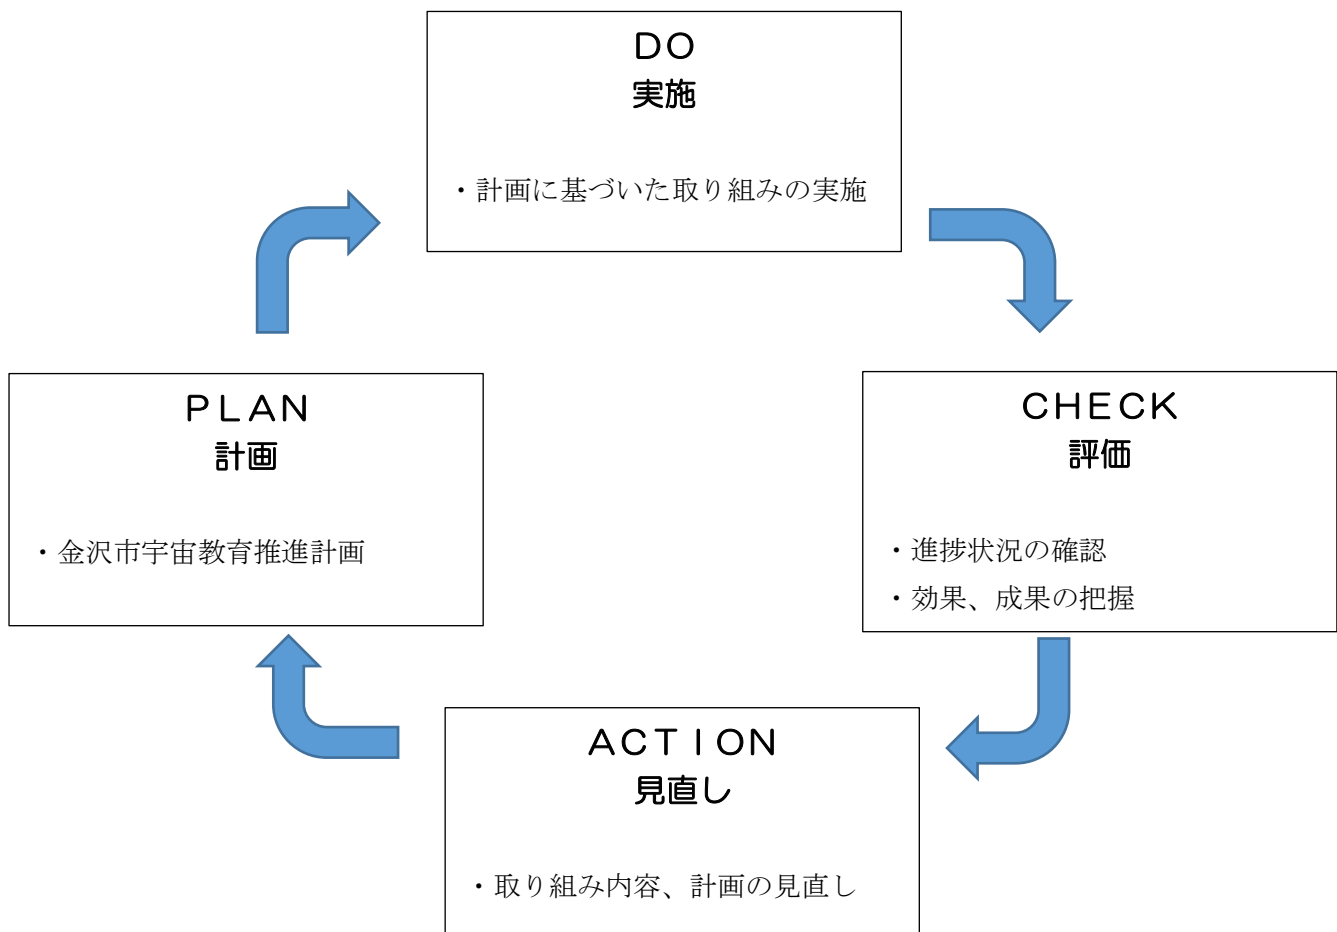 DO
実施
・計画に基づいた取り組みの実施
PLAN
計画
・金沢市宇宙教育推進計画
CHECK
評価
・進捗状況の確認
・効果、成果の把握
ACTION
見直し
・取り組み内容、計画の見直し